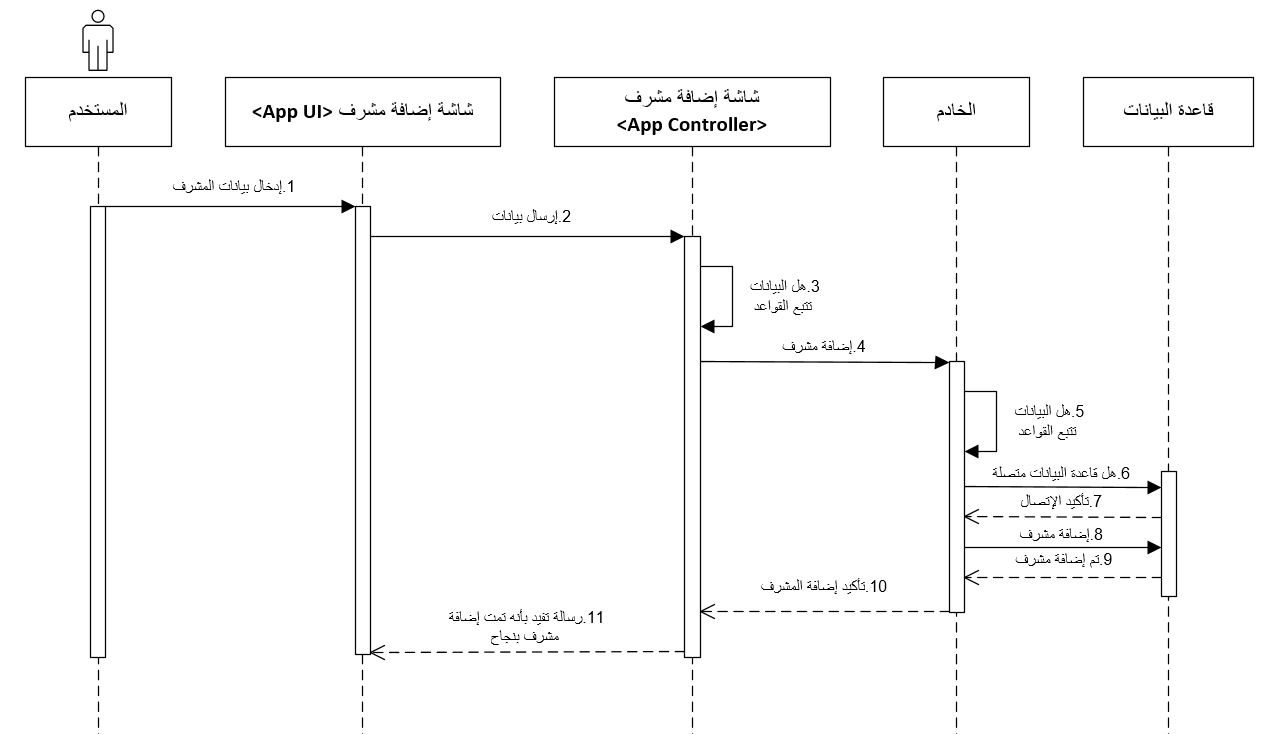 المستخدم
شاشة إضافة مشرف <App UI>
شاشة إضافة مشرف
<App Controller>
الخادم
قاعدة البيانات
1.إدخال بيانات المشرف
2.إرسال بيانات
3.هل البيانات
تتبع القواعد
4.إضافة مشرف
5.هل البيانات
تتبع القواعد
6.هل قاعدة البيانات متصلة
7.تأكيد الإتصال
8.إضافة مشرف
9.تم إضافة مشرف
10.تأكيد إضافة المشرف
11.رسالة تفيد بأنه تمت إضافة
مشرف بنجاح